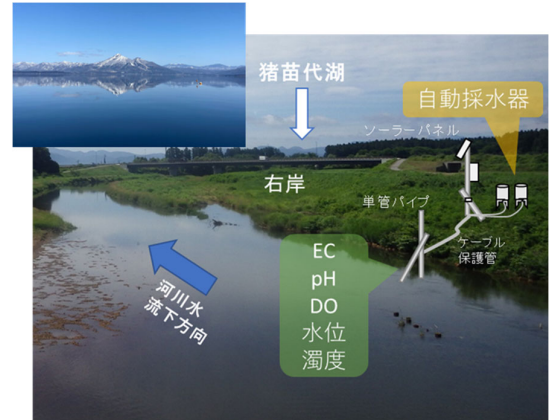 猪苗代湖
自動採水器
ソーラーパネル
右岸
単管パイプ
ケーブル
保護管
EC
pH
DO
水位
濁度
河川水
流下方向